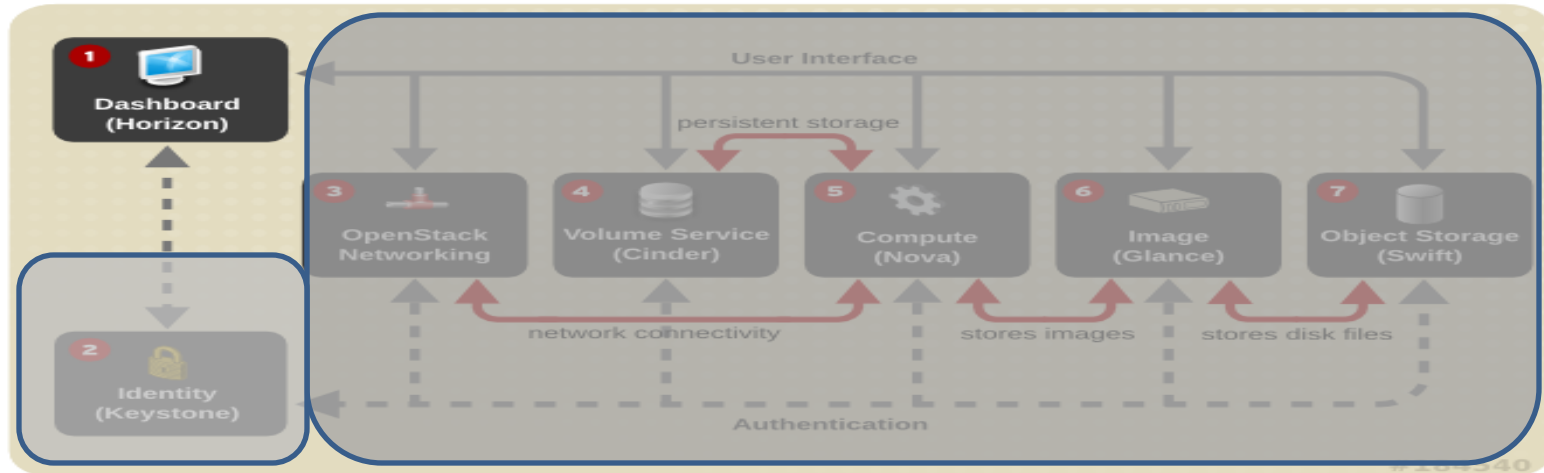 User Interface
1
Dashboard
(Horizon)
persistent storage
3
OpenStack
Networking
4
Volume Service
(Cinder)
5
Compute
(Nova)
6
Image
(Glance)
7
Object Storage
(Swift)
network connectivity
stores images
stores disk files
2
Identity
(Keystone)
Authentication